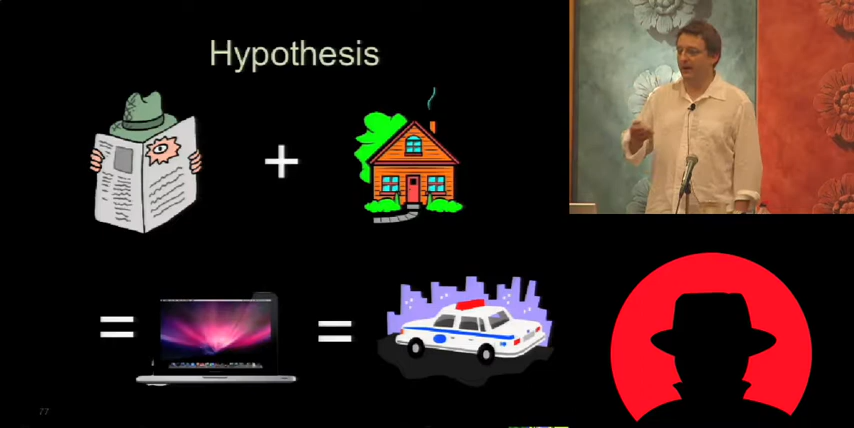 Hypothesis
+
=
=
77